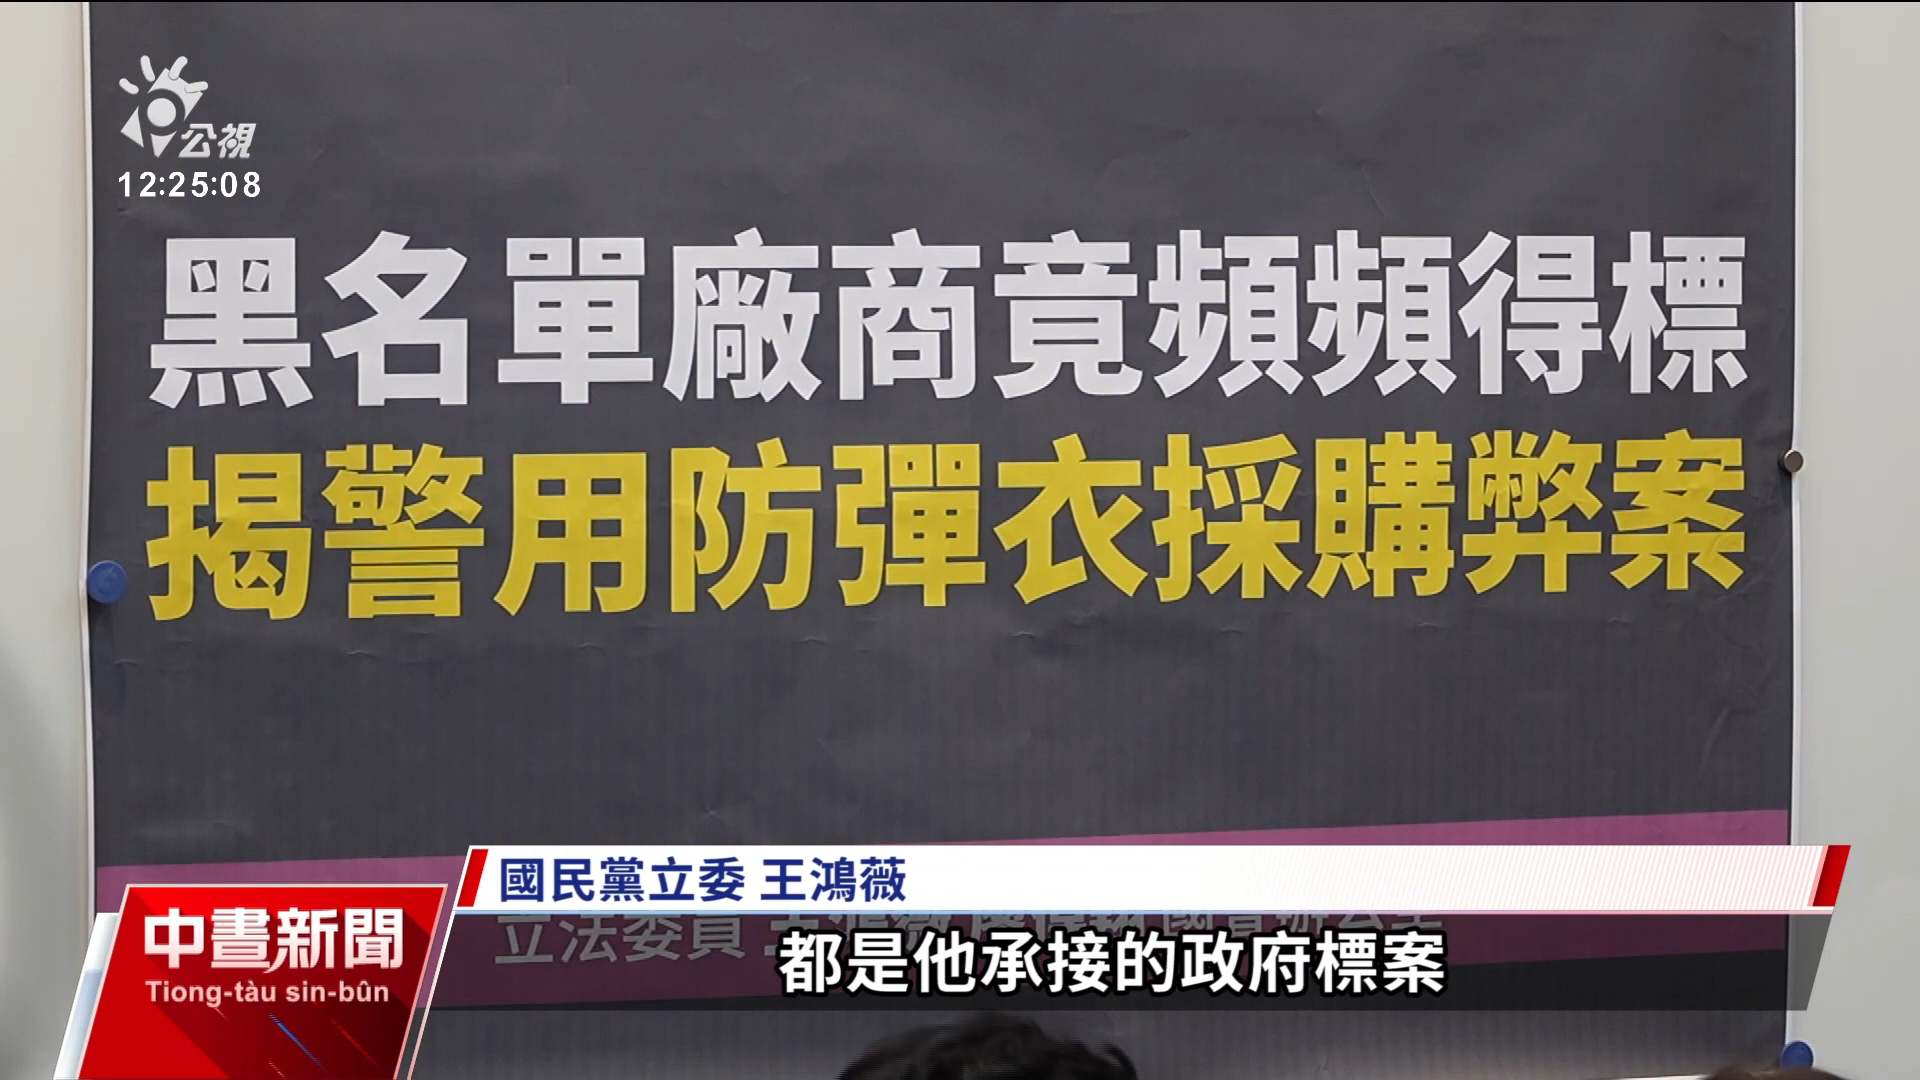 公視
12:25:08
黑名單廠商竟頻頻得標
揭警用防彈衣採購弊案
國民黨立委 王鴻薇
立法委員
都是他承接的政府標案
中晝新聞
Tiong-tàu sin-bûn